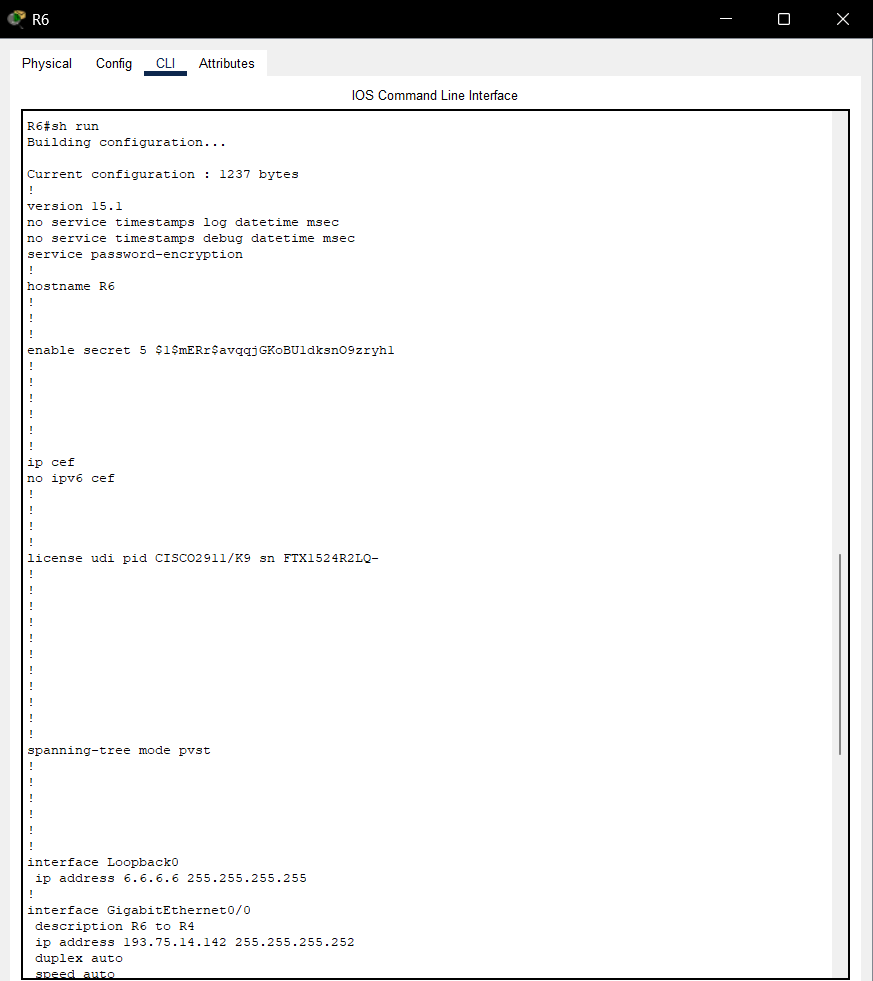 R6
Physical Config CLI Attributes
IOS Command Line Interface
R6#sh run
Building configuration...
Current configuration : 1237 bytes
!
version 15.1
no service timestamps log datetime msec
no service timestamps debug datetime msec
service password-encryption
!
hostname R6
!
!
!
enable secret 5 $1$mERr$avqqjGKoBU1dksnO9zryh1
!
!
!
!
!
!
ip cef
no ipv6 cef
!
!
!
!
license udi pid CISCO2911/K9 sn FTX1524R2LQ-
!
!
!
!
!
!
!
!
!
!
!
spanning-tree mode pvst
!
!
!
!
!
!
interface Loopback0
ip address 6.6.6.6 255.255.255.255
!
interface GigabitEthernet0/0
description R6 to R4
ip address 193.75.14.142 255.255.255.252
duplex auto
speed auto